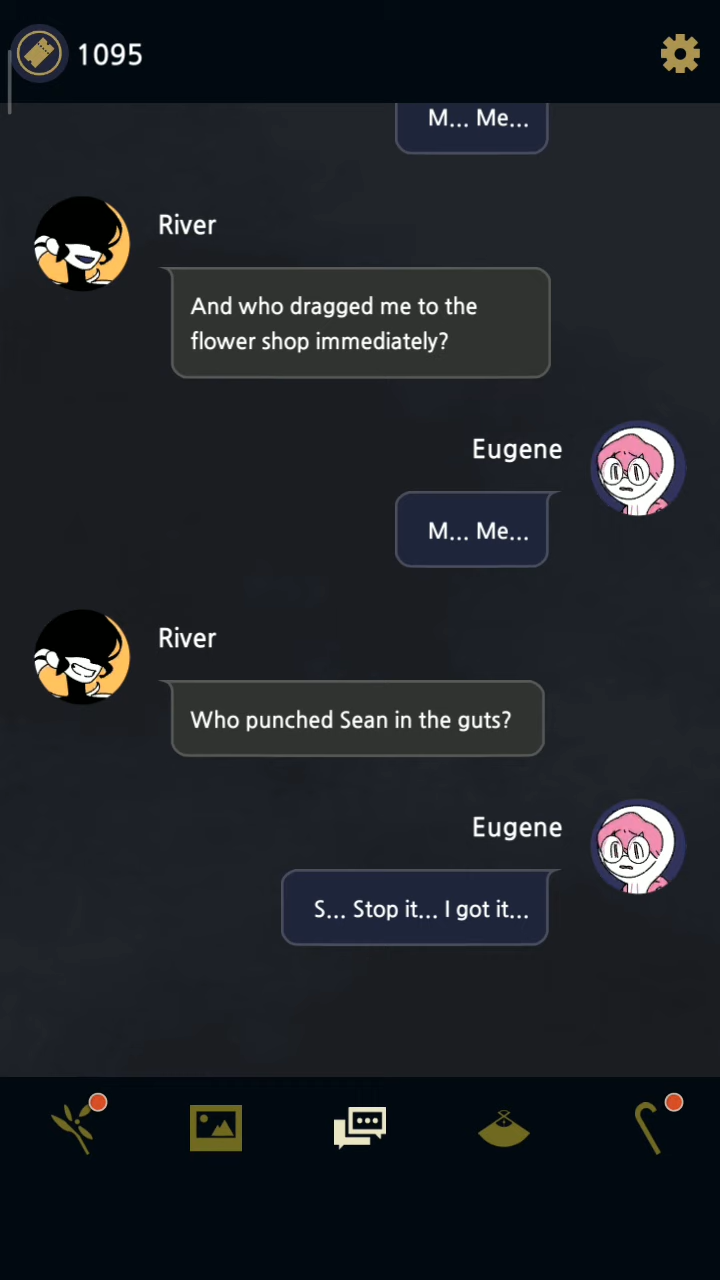 1095
M... Me...
River
And who dragged me to the
flower shop immediately?
Eugene
M... Me...
River
Who punched Sean in the guts?
Eugene
S... Stop it... I got it...